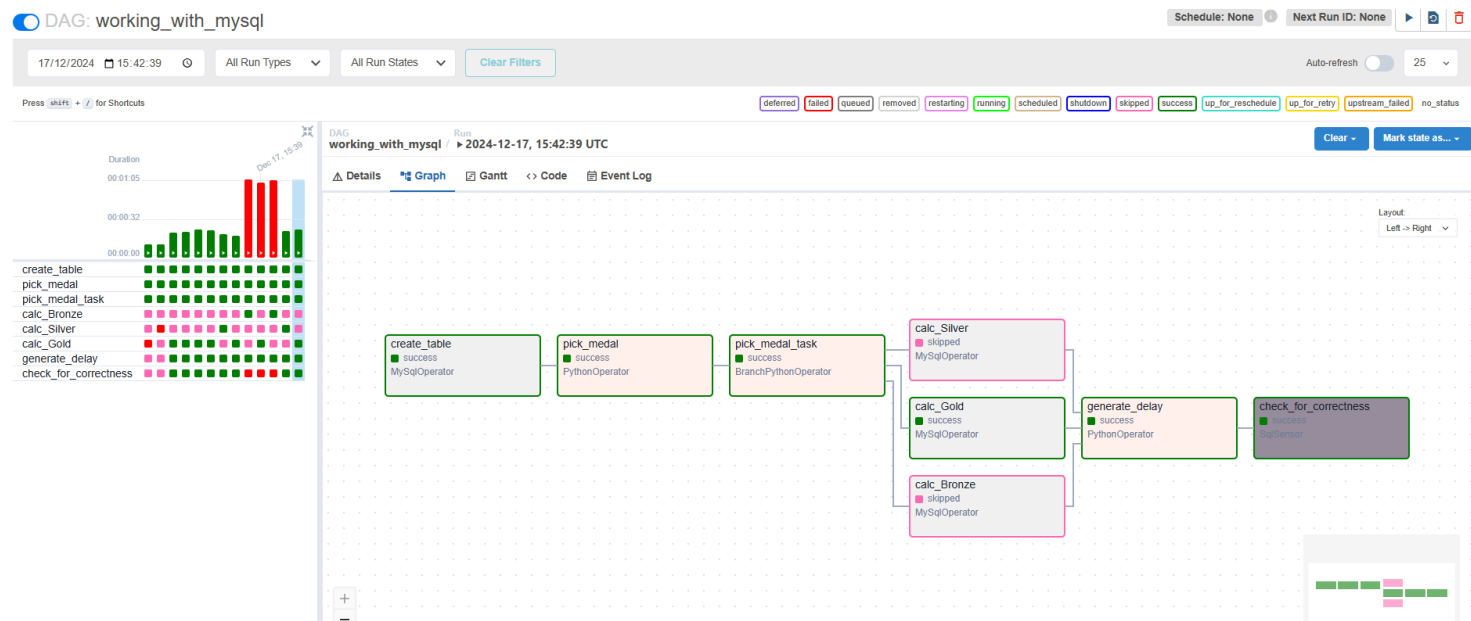 DAG: working_with_mysql
Schedule: None
Next Run ID: None
17/12/2024 15:42:39
All Run Types
All Run States
Clear Filters
Auto-refresh
25
Press shift + / for Shortcuts
deferred
failed
queued
removed
restarting
running
scheduled
shutdown
skipped
success
up_for_reschedule
up_for_retry
upstream_failed
no_status
Duration
Dec 17, 15:39
00:01:05
00:00:32
00:00:00
create_table
pick_medal
pick_medal_task
calc_Bronze
calc_Silver
calc_Gold
generate_delay
check_for_correctness
DAG
working_with_mysql
/
Run
2024-12-17, 15:42:39 UTC
Clear
Mark state as...
Details
Graph
Gantt
<> Code
Event Log
Layout:
Left -> Right
create_table
success
MySqlOperator
pick_medal
success
PythonOperator
pick_medal_task
success
BranchPythonOperator
calc_Silver
skipped
MySqlOperator
calc_Gold
success
MySqlOperator
calc_Bronze
skipped
MySqlOperator
generate_delay
success
PythonOperator
check_for_correctness
success
SqlSensor